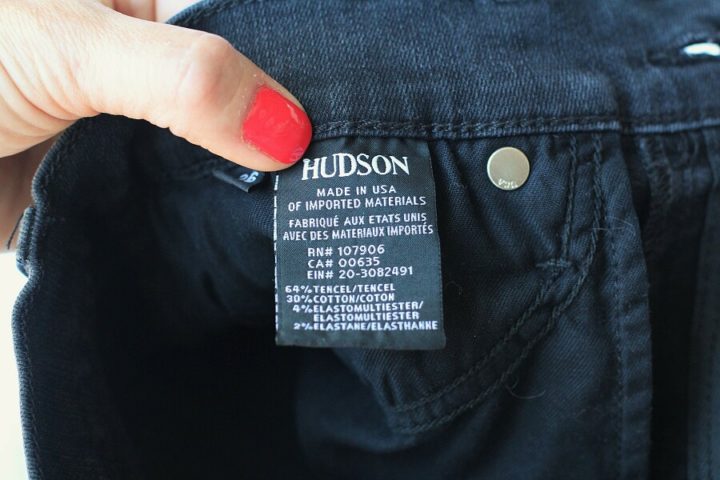 HUDSON
MADE IN USA
OF IMPORTED MATERIALS
FABRIQUÉ AUX ETATS UNIS
AVEC DES MATERIAUX IMPORTÉS
RN# 107906
CA# 00635
EIN# 20-3082491
64% TENCEL/TENCEL
30% COTTON/COTON
4% ELASTOMULTIESTER/
ELASTOMULTIESTER
2% ELASTANE/ELASTHANNE